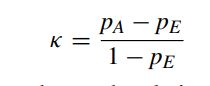 κ = (p_A − p_E) / (1 − p_E)